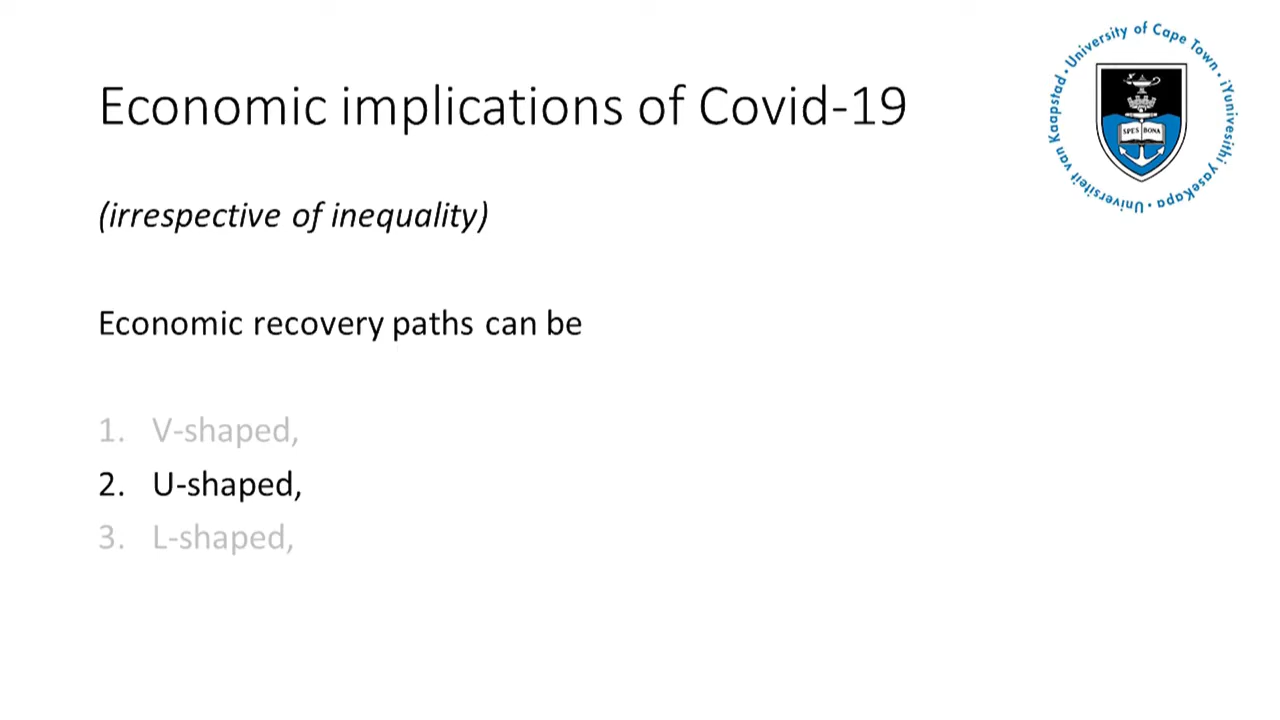 Economic implications of Covid-19
University of Cape Town • iYunivesithi yaseKapa • Universiteit van Kaapstad •
SPES BONA
(irrespective of inequality)
Economic recovery paths can be
1. V-shaped,
2. U-shaped,
3. L-shaped,